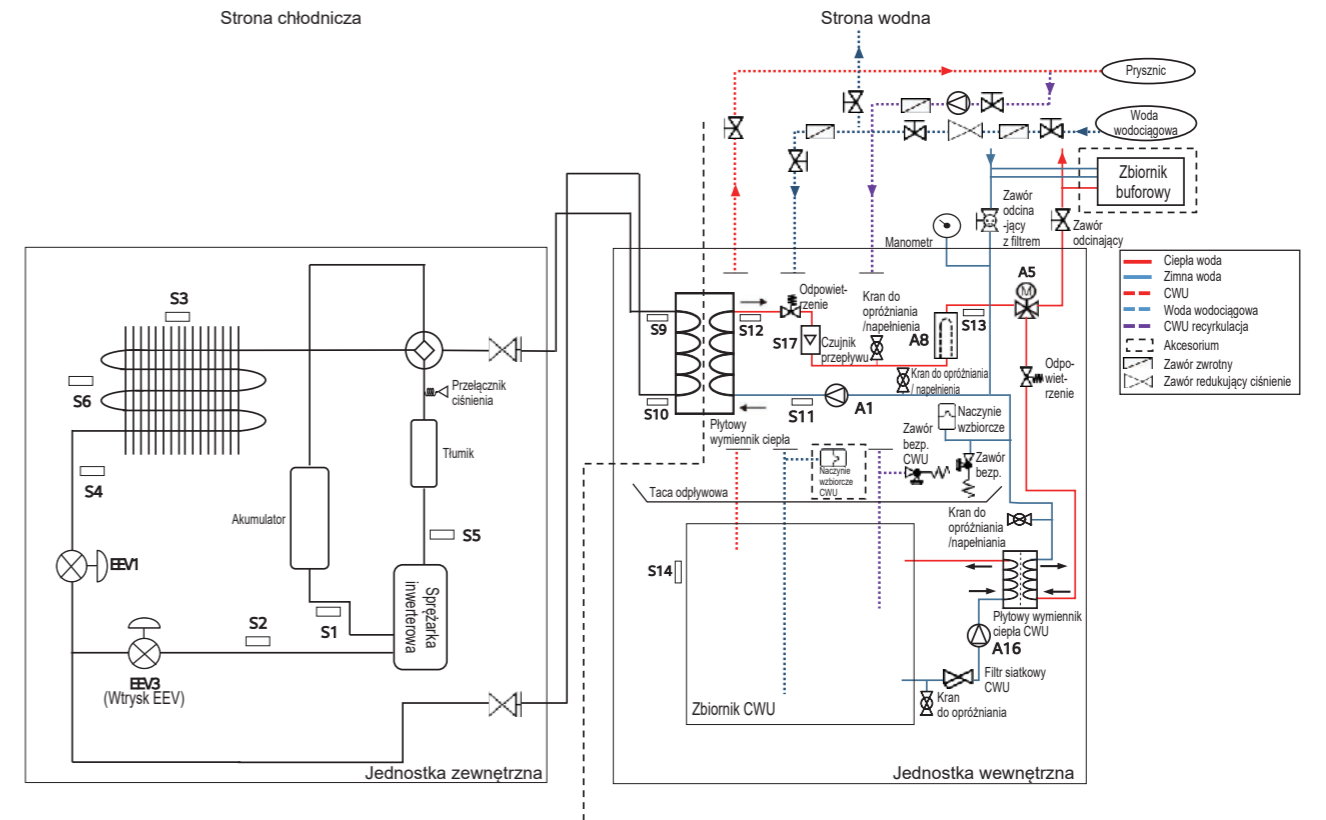 Strona chłodnicza
Strona wodna
Prysznic
Woda
wodociągowa
Zbiornik
buforowy
Zawór
odcina
-jący
z filtrem
Manometr
Zawór
odcinający
Ciepła woda
Zimna woda
CWU
Woda wodociągowa
CWU recyrkulacja
Akcesorium
Zawór zwrotny
Zawór redukujący ciśnienie
A5
M
S3
S6
S4
EEV1
S2
EEV3
(Wtrysk EEV)
S1
Akumulator
Przełącznik
ciśnienia
Tłumik
S5
Sprężarka
inwerterowa
Jednostka zewnętrzna
S9
S12
S10
S11
Płytowy
wymiennik ciepła
Odpowiet-
rzenie
S17
Czujnik
przepływu
Kran do
opróżniania
/napełnienia
A8
S13
Kran do opróżniania
/ napełnienia
A1
Odpo-
wiet-
rzenie
Naczynie
wzbiorcze
Zawór
bezp.
CWU
Zawór
bezp.
Naczynie
wzbiorcze
CWU
Taca odpływowa
Kran do
opróżniania
/napełniania
S14
Płytowy wymiennik
ciepła CWU
A16
Filtr siatkowy
CWU
Kran
do opróżniania
Zbiornik CWU
Jednostka wewnętrzna